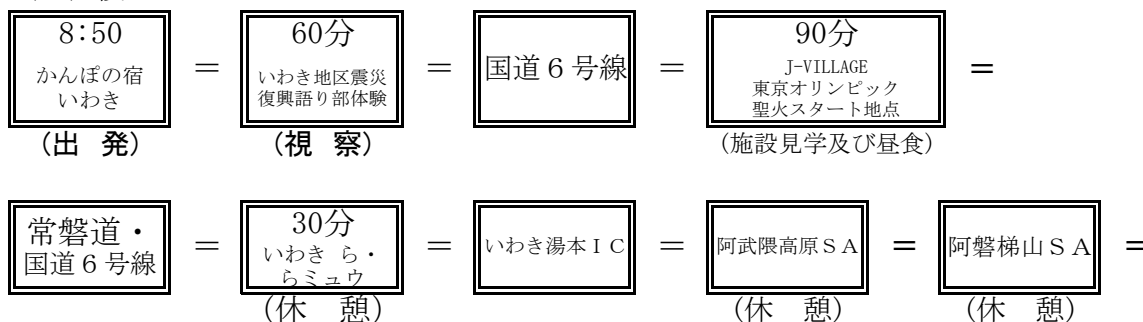 8:50 = 60分 = 国道６号線 = 90分 =
かんぽの宿 いわき地区震災 J-VILLAGE
いわき 復興語り部体験 東京オリンピック
聖火スタート地点
(出 発) (視 察) (施設見学及び昼食)
常磐道・ = 30分 = いわき湯本ＩＣ = 阿武隈高原ＳＡ = 阿磐梯山ＳＡ =
国道６号線 いわき ら・
らミュウ
(休 憩) (休 憩) (休 憩)